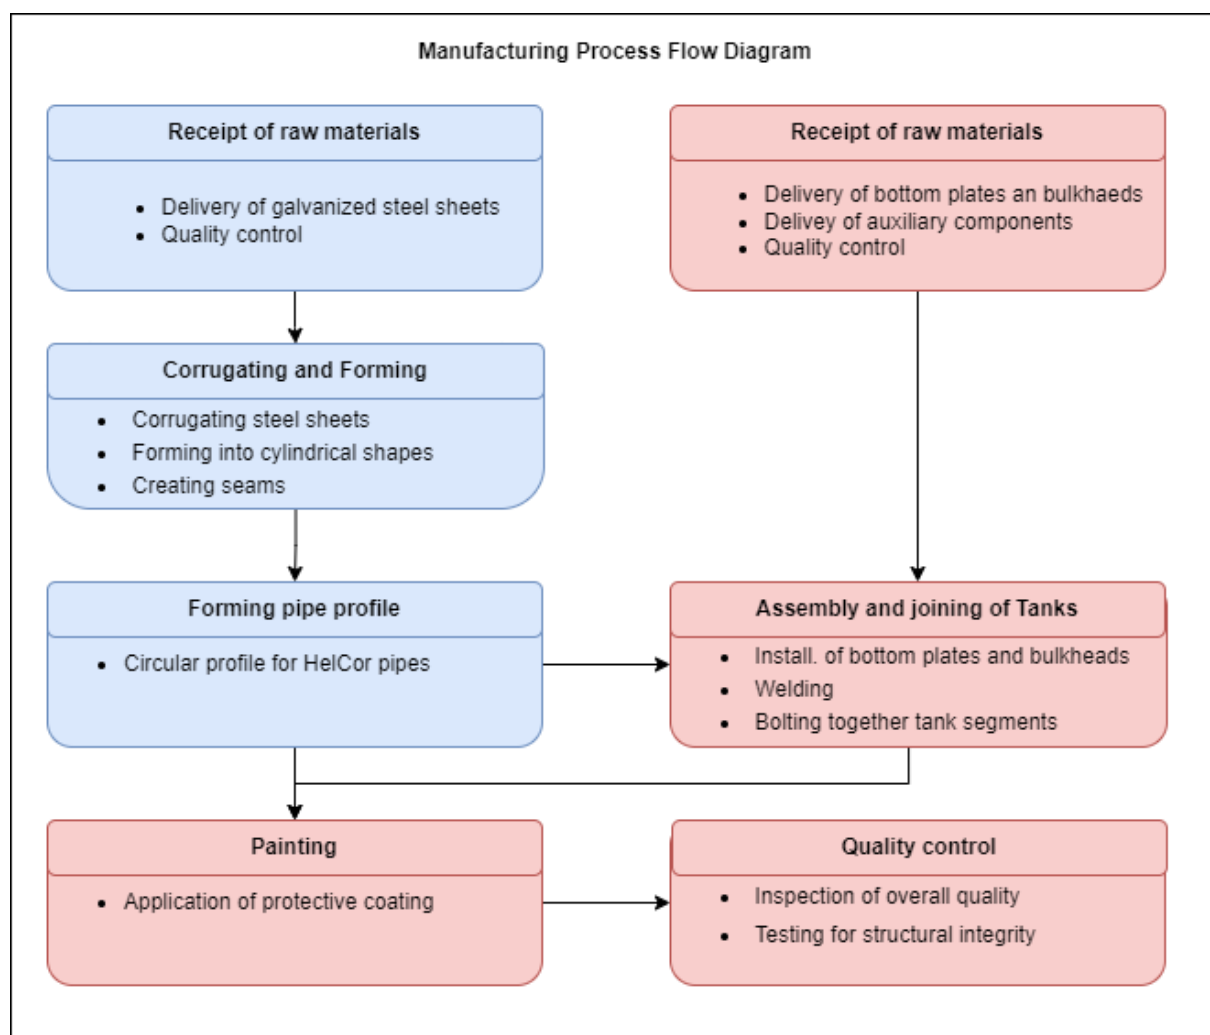 Manufacturing Process Flow Diagram
Receipt of raw materials
• Delivery of galvanized steel sheets
• Quality control
Receipt of raw materials
• Delivery of bottom plates an bulkhaeds
• Delivey of auxiliary components
• Quality control
Corrugating and Forming
• Corrugating steel sheets
• Forming into cylindrical shapes
• Creating seams
Forming pipe profile
• Circular profile for HelCor pipes
Assembly and joining of Tanks
• Install. of bottom plates and bulkheads
• Welding
• Bolting together tank segments
Painting
• Application of protective coating
Quality control
• Inspection of overall quality
• Testing for structural integrity